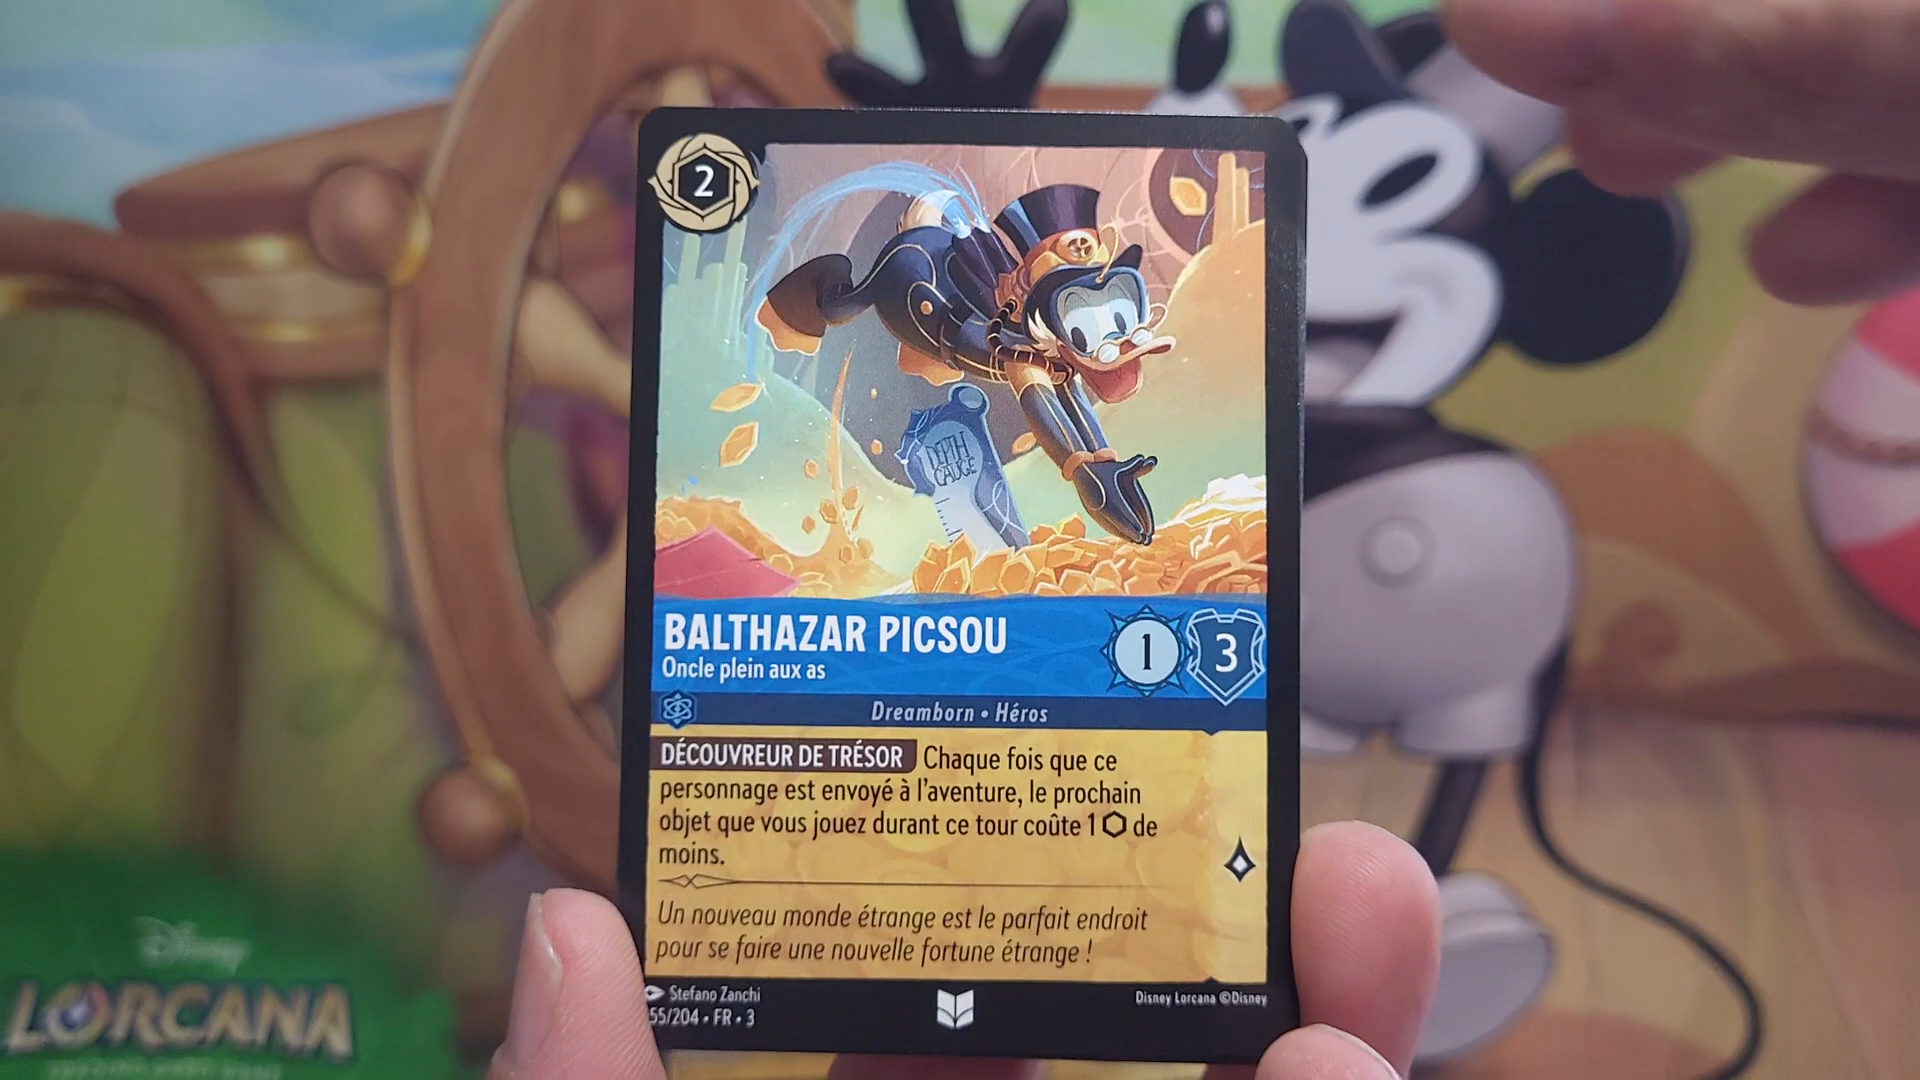 2
DEPTH
GAUGE
BALTHAZAR PICSOU
1
3
Oncle plein aux as
Dreamborn • Héros
DÉCOUVREUR DE TRÉSOR Chaque fois que ce
personnage est envoyé à l'aventure, le prochain
objet que vous jouez durant ce tour coûte 1 ⬡ de
moins.
Un nouveau monde étrange est le parfait endroit
pour se faire une nouvelle fortune étrange !
Stefano Zanchi
Disney Lorcana ©Disney
55/204 • FR • 3
Disney
LORCANA